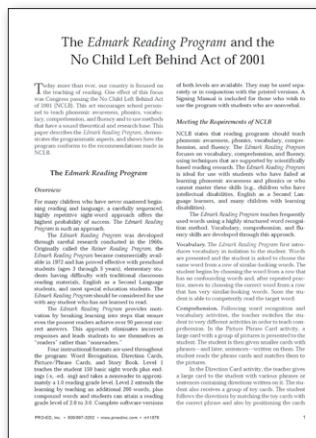 The Edmark Reading Program and the
No Child Left Behind Act of 2001
Today more than ever, our country is focused on
the teaching of reading. One effect of this focus
was Congress passing the No Child Left Behind Act
of 2001 (NCLB). This act encourages school person-
nel to teach phonemic awareness, phonics, vocabu-
lary, comprehension, and fluency and to use methods
that have a sound theoretical and research base. This
paper describes the Edmark Reading Program, demon-
strates the programmatic aspects, and shows how the
program conforms to the recommendations made in
NCLB.
The Edmark Reading Program
Overview
For many children who have never mastered begin-
ning reading and language, a carefully sequenced,
highly repetitive sight-word approach offers the
highest probability of success. The Edmark Reading
Program is such an approach.
The Edmark Reading Program was developed
through careful research conducted in the 1960s.
Originally called the Rebus Reading Program, the
Edmark Reading Program became commercially avail-
able in 1972 and has proved effective with preschool
students (ages 3 through 5 years), elementary stu-
dents having difficulty with traditional classroom
reading materials, English as a Second Language
students, and most special education students. The
Edmark Reading Program should be considered for use
with any student who has not learned to read.
The Edmark Reading Program provides moti-
vation by breaking learning into steps that ensure
even the poorest readers achieve over 90 percent cor-
rect answers. This approach eliminates incorrect
responses and leads students to see themselves as
"readers" rather than "nonreaders."
Four instructional formats are used throughout
the program: Word Recognition, Direction Cards,
Picture/Phrase Cards, and Story Book. Level 1
teaches the student 150 basic sight words plus end-
ings (-s, -ed, -ing) and takes a nonreader to approxi-
mately a 1.0 reading grade level. Level 2 extends the
learning by teaching an additional 200 words, plus
compound words and students can attain a reading
grade level of 2.0 to 3.0. Complete software versions
of both levels are available. They may be used sepa-
rately or in conjunction with the printed versions. A
Signing Manual is included for those who wish to
use the program with students who are nonverbal.
Meeting the Requirements of NCLB
NCLB states that reading programs should teach
phonemic awareness, phonics, vocabulary, compre-
hension, and fluency. The Edmark Reading Program
focuses on vocabulary, comprehension, and fluency,
using techniques that are supported by scientifically
based reading research. The Edmark Reading Program
is ideal for use with students who have failed at
learning phonemic awareness and phonics or who
cannot master these skills (e.g., children who have
intellectual disabilities, English as a Second Lan-
guage learners, and many children with learning
disabilities).
The Edmark Reading Program teaches frequently
used words using a highly structured word recogni-
tion method. Vocabulary, comprehension, and flu-
ency skills are developed through this approach.
Vocabulary. The Edmark Reading Program first intro-
duces vocabulary in isolation to the student. Words
are presented and the student is asked to choose the
same word from a row of similar-looking words. The
student begins by choosing the word from a row that
has no confounding words and, after repeated prac-
tice, moves to choosing the correct word from a row
that has very similar-looking words. Soon the stu-
dent is able to competently read the target word.
Comprehension. Following word recognition and
vocabulary activities, the teacher watches the stu-
dent do different activities in order to teach com-
prehension. In the Picture Phrase Card activity, a
large card with a group of pictures is presented to the
student. The student is then given smaller cards with
phrases—and later, sentences—written on them. The
student reads the phrase cards and matches them to
the pictures.
In the Direction Card activity, the teacher gives
a large card to the student with various phrases or
sentences containing directions written on it. The stu-
dent also receives a group of toy cards. The student
follows the directions by matching the toy cards with
the correct phrase and also by positioning the cards
PRO-ED, Inc. • 800/897-3202 • www.proedinc.com •
1